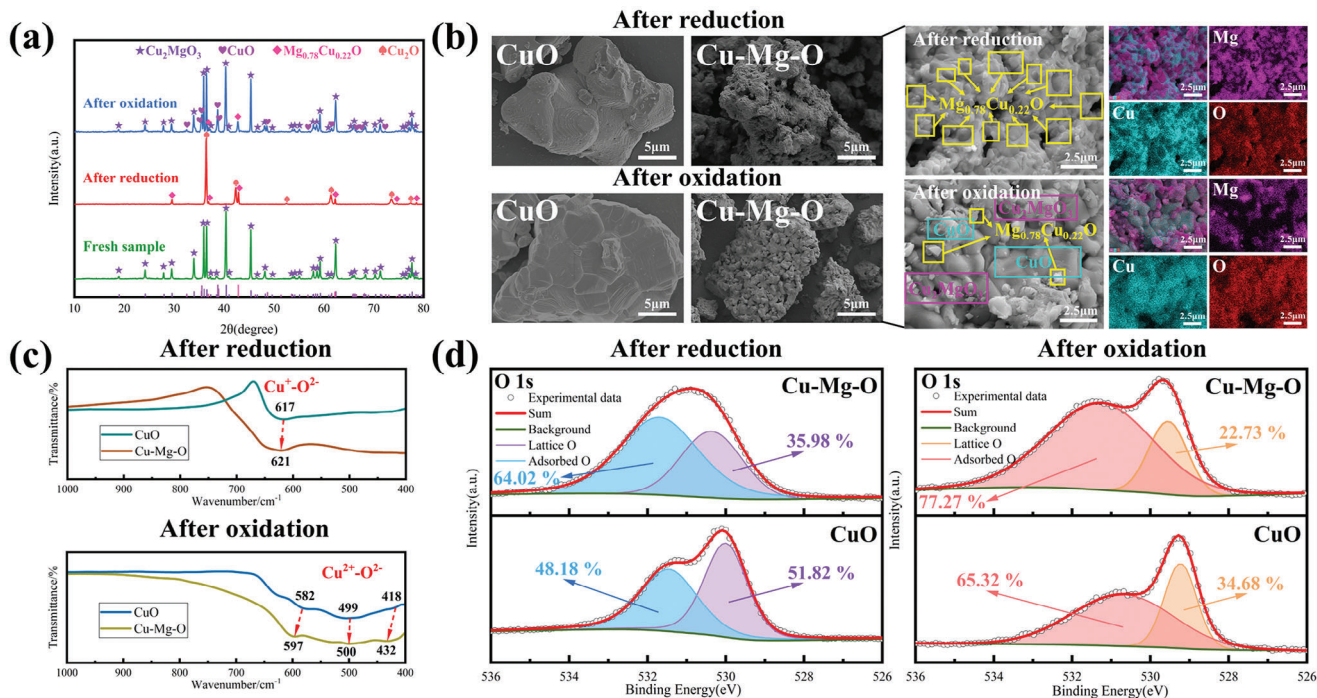 (a)
Cu₂MgO₃
CuO
Mg₀.₇₈Cu₀.₂₂O
Cu₂O
After oxidation
After reduction
Fresh sample
Intensity(a.u.)
10 20 30 40 50 60 70 80
2θ(degree)
(b)
After reduction
CuO
5μm
Cu-Mg-O
5μm
After oxidation
CuO
5μm
Cu-Mg-O
5μm
After reduction
Mg₀.₇₈Cu₀.₂₂O
2.5μm
After oxidation
CuO
Mg₀.₇₈Cu₀.₂₂O
CuO
2.5μm
2.5μm
Mg
2.5μm
Cu
2.5μm
O
2.5μm
2.5μm
Mg
2.5μm
Cu
2.5μm
O
2.5μm
(c)
After reduction
Cu⁺-O²⁻
617
621
CuO
Cu-Mg-O
Transmittance/%
1000 900 800 700 600 500 400
Wavenumber/cm⁻¹
After oxidation
Cu²⁺-O²⁻
582
499
418
597
500
432
CuO
Cu-Mg-O
Transmittance/%
1000 900 800 700 600 500 400
Wavenumber/cm⁻¹
(d)
After reduction
O 1s
Cu-Mg-O
Experimental data
Sum
Background
Lattice O
Adsorbed O
35.98 %
64.02 %
CuO
48.18 %
51.82 %
Intensity(a.u.)
536 534 532 530 528 526
Binding Energy(eV)
After oxidation
O 1s
Cu-Mg-O
Experimental data
Sum
Background
Lattice O
Adsorbed O
22.73 %
77.27 %
CuO
65.32 %
34.68 %
Intensity(a.u.)
536 534 532 530 528 526
Binding Energy(eV)